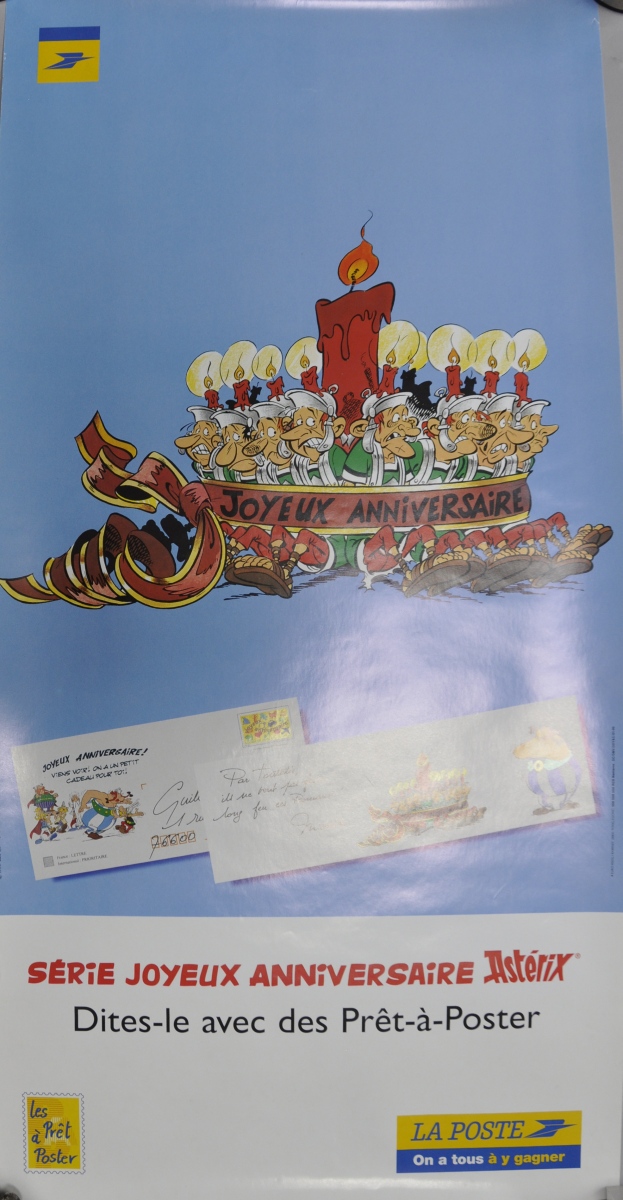 JOYEUX ANNIVERSAIRE
JOYEUX ANNIVERSAIRE!
VIENS VOIR! ON A UN PETIT
CADEAU POUR TOI!
76600
SÉRIE JOYEUX ANNIVERSAIRE Astérix
Dites-le avec des Prêt-à-Poster
les
Prêt
à
Poster
LA POSTE
On a tous à y gagner